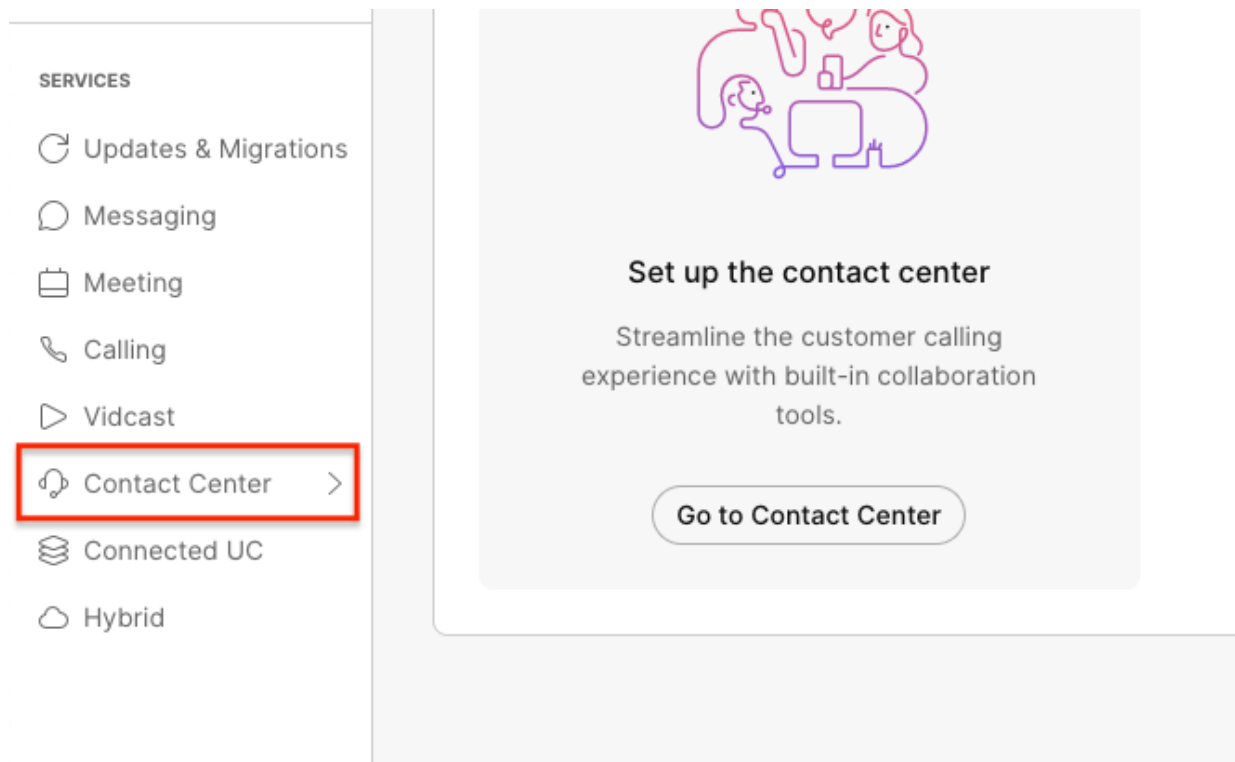 SERVICES
Updates & Migrations
Messaging
Meeting
Calling
Vidcast
Contact Center
Connected UC
Hybrid
Set up the contact center
Streamline the customer calling
experience with built-in collaboration
tools.
Go to Contact Center